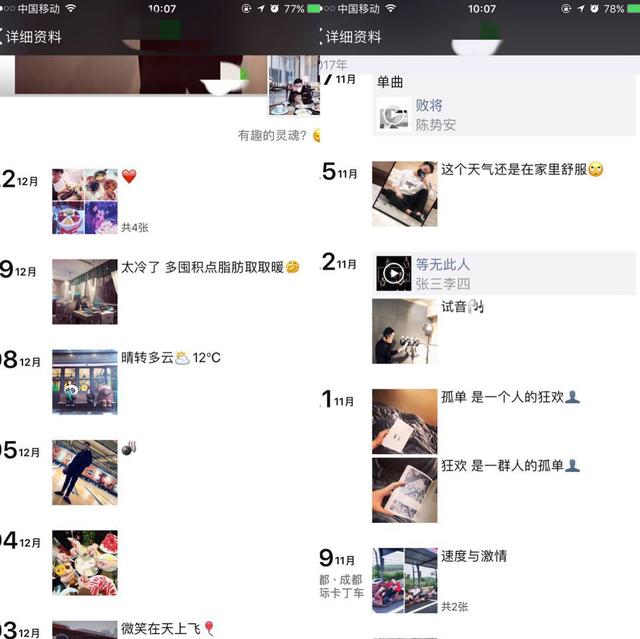 中国移动
10:07
77%
详细资料
有趣的灵魂?
2 12月
共4张
9 12月
太冷了 多囤积点脂肪取取暖
08 12月
晴转多云 12℃
05 12月
04 12月
03 12月
微笑在天上飞
中国移动
10:07
78%
详细资料
017年
7 11月
单曲
败将
陈势安
5 11月
这个天气还是在家里舒服
2 11月
等无此人
张三李四
试音
1 11月
孤单 是一个人的狂欢
狂欢 是一群人的孤单
9 11月
都·成都
际卡丁车
速度与激情
共2张